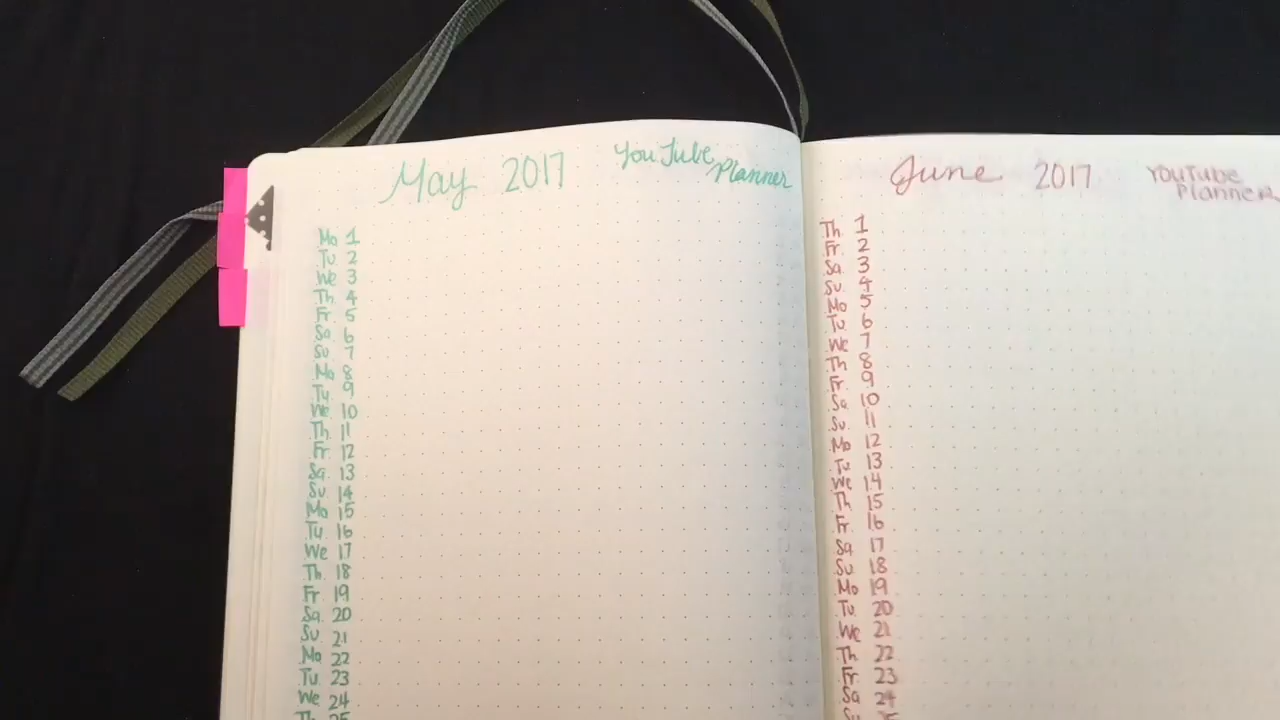 May 2017 YouTube Planner
Mo 1
Tu 2
We 3
Th 4
Fr 5
Sa 6
Su 7
Mo 8
Tu 9
We 10
Th 11
Fr 12
Sa 13
Su 14
Mo 15
Tu 16
We 17
Th 18
Fr 19
Sa 20
Su 21
Mo 22
Tu 23
We 24
Th 25
June 2017 YouTube Planner
Th 1
Fr 2
Sa 3
Su 4
Mo 5
Tu 6
We 7
Th 8
Fr 9
Sa 10
Su 11
Mo 12
Tu 13
We 14
Th 15
Fr 16
Sa 17
Su 18
Mo 19
Tu 20
We 21
Th 22
Fr 23
Sa 24
Su 25